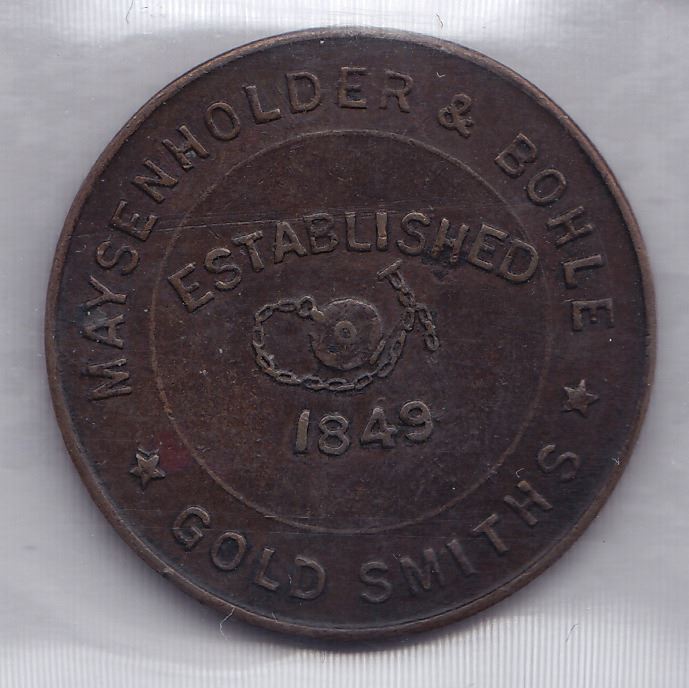 MAYSENHOLDER & BOHLE
ESTABLISHED
1849
GOLD SMITHS